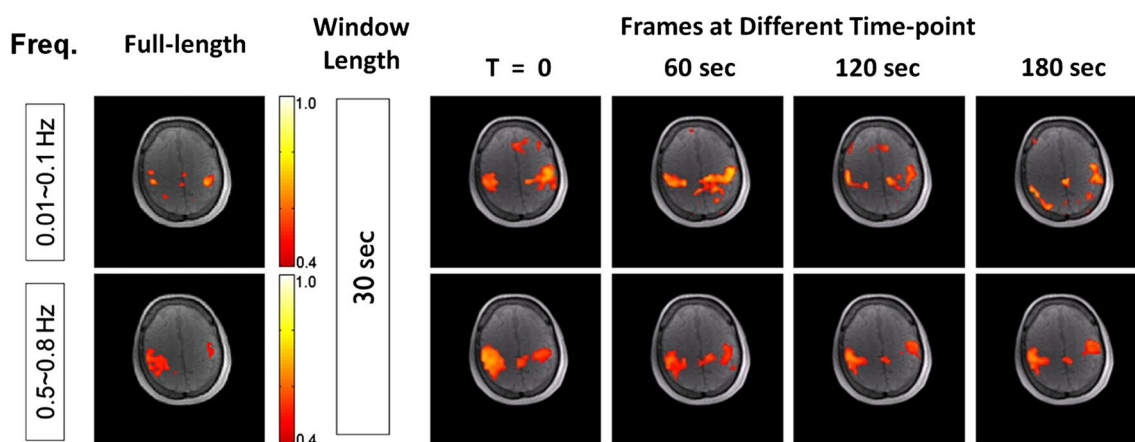 Freq.
Full-length
Window
Length
Frames at Different Time-point
T = 0
60 sec
120 sec
180 sec
0.01~0.1 Hz
1.0
0.4
30 sec
0.5~0.8 Hz
1.0
0.4